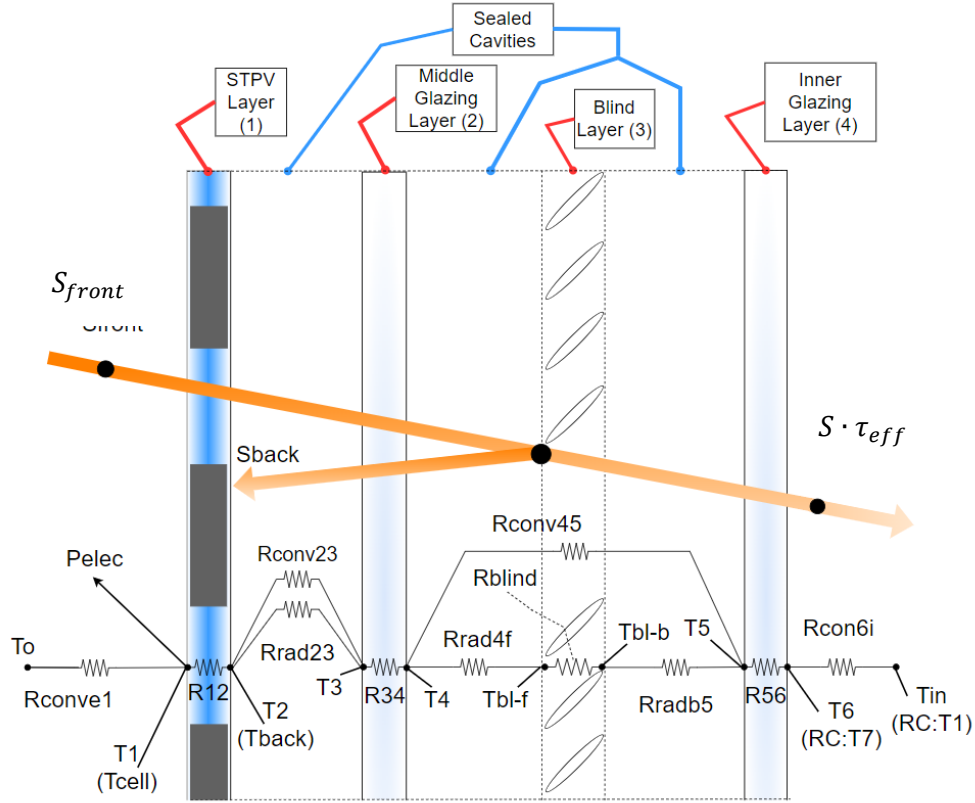 Sealed
Cavities
STPV
Layer
(1)
Middle
Glazing
Layer (2)
Blind
Layer (3)
Inner
Glazing
Layer (4)
S_front
Sfront
S · τ_eff
Sback
Rconv45
Pelec
Rconv23
Rblind
To
Rrad4f
Tbl-b
T5
Rcon6i
Rrad23
Rconve1
R12
T3
R34
T4
Tbl-f
Rradb5
R56
Tin
(RC:T1)
T2
(Tback)
T6
(RC:T7)
T1
(Tcell)